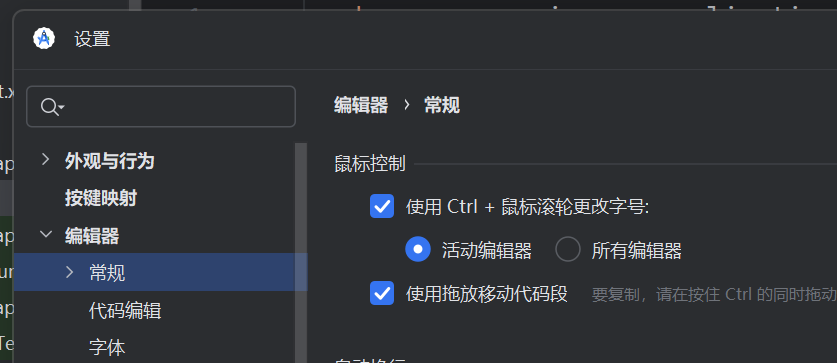 设置
编辑器 › 常规
外观与行为
按键映射
编辑器
常规
代码编辑
字体
鼠标控制
使用 Ctrl + 鼠标滚轮更改字号:
活动编辑器 所有编辑器
使用拖放移动代码段 要复制，请在按住 Ctrl 的同时拖动